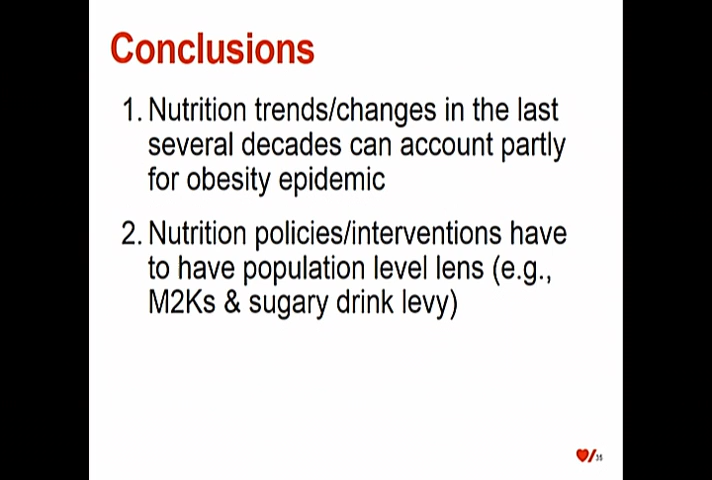 Conclusions
1. Nutrition trends/changes in the last
several decades can account partly
for obesity epidemic
2. Nutrition policies/interventions have
to have population level lens (e.g.,
M2Ks & sugary drink levy)